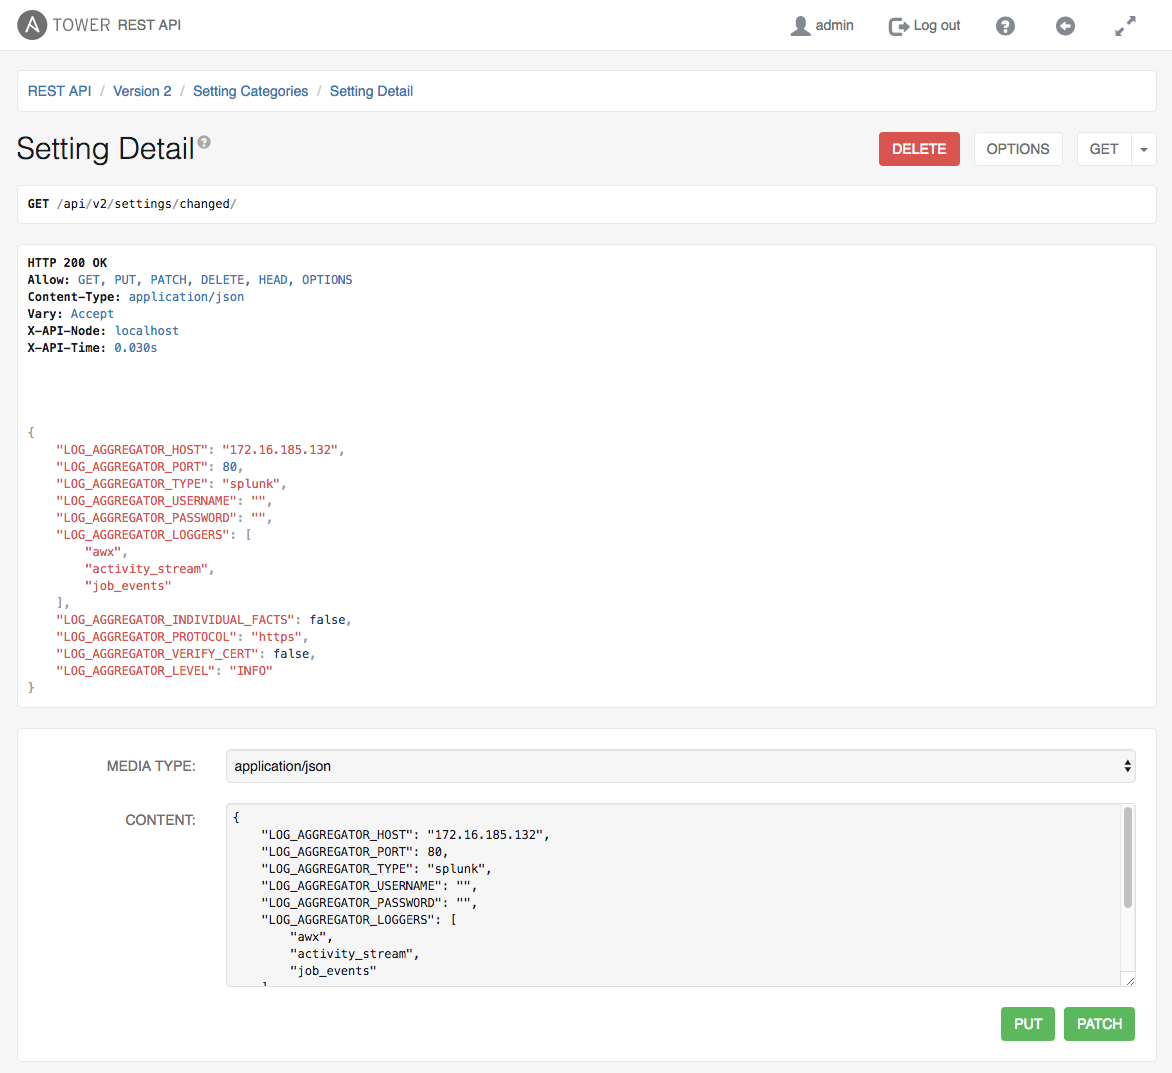 A TOWER REST API admin Log out ?
REST API / Version 2 / Setting Categories / Setting Detail
Setting Detail ? DELETE OPTIONS GET
GET /api/v2/settings/changed/
HTTP 200 OK
Allow: GET, PUT, PATCH, DELETE, HEAD, OPTIONS
Content-Type: application/json
Vary: Accept
X-API-Node: localhost
X-API-Time: 0.030s
{
    "LOG_AGGREGATOR_HOST": "172.16.185.132",
    "LOG_AGGREGATOR_PORT": 80,
    "LOG_AGGREGATOR_TYPE": "splunk",
    "LOG_AGGREGATOR_USERNAME": "",
    "LOG_AGGREGATOR_PASSWORD": "",
    "LOG_AGGREGATOR_LOGGERS": [
        "awx",
        "activity_stream",
        "job_events"
    ],
    "LOG_AGGREGATOR_INDIVIDUAL_FACTS": false,
    "LOG_AGGREGATOR_PROTOCOL": "https",
    "LOG_AGGREGATOR_VERIFY_CERT": false,
    "LOG_AGGREGATOR_LEVEL": "INFO"
}
MEDIA TYPE: application/json
CONTENT:
{
    "LOG_AGGREGATOR_HOST": "172.16.185.132",
    "LOG_AGGREGATOR_PORT": 80,
    "LOG_AGGREGATOR_TYPE": "splunk",
    "LOG_AGGREGATOR_USERNAME": "",
    "LOG_AGGREGATOR_PASSWORD": "",
    "LOG_AGGREGATOR_LOGGERS": [
        "awx",
        "activity_stream",
        "job_events"
PUT PATCH